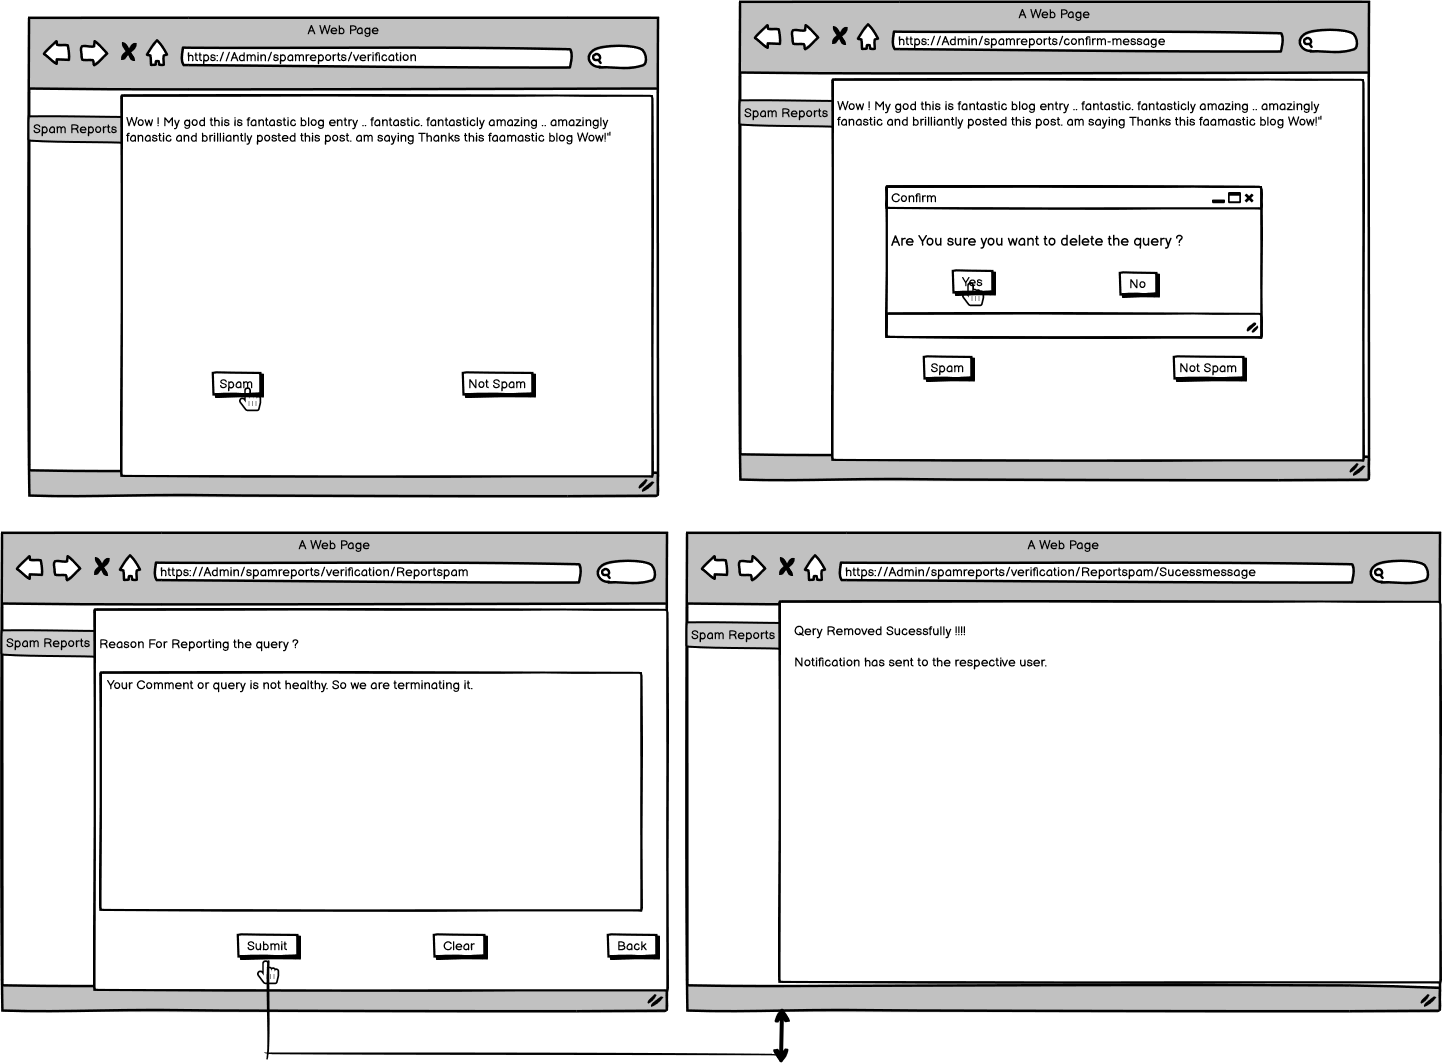 A Web Page
https://Admin/spamreports/verification
Spam Reports
Wow ! My god this is fantastic blog entry .. fantastic. fantasticly amazing .. amazingly
fanastic and brilliantly posted this post. am saying Thanks this faamastic blog Wow!"
Spam
Not Spam
A Web Page
https://Admin/spamreports/confirm-message
Spam Reports
Wow ! My god this is fantastic blog entry .. fantastic. fantasticly amazing .. amazingly
fanastic and brilliantly posted this post. am saying Thanks this faamastic blog Wow!"
Confirm
Are You sure you want to delete the query ?
Yes
No
Spam
Not Spam
A Web Page
https://Admin/spamreports/verification/Reportspam
Spam Reports
Reason For Reporting the query ?
Your Comment or query is not healthy. So we are terminating it.
Submit
Clear
Back
A Web Page
https://Admin/spamreports/verification/Reportspam/Sucessmessage
Spam Reports
Qery Removed Sucessfully !!!!
Notification has sent to the respective user.